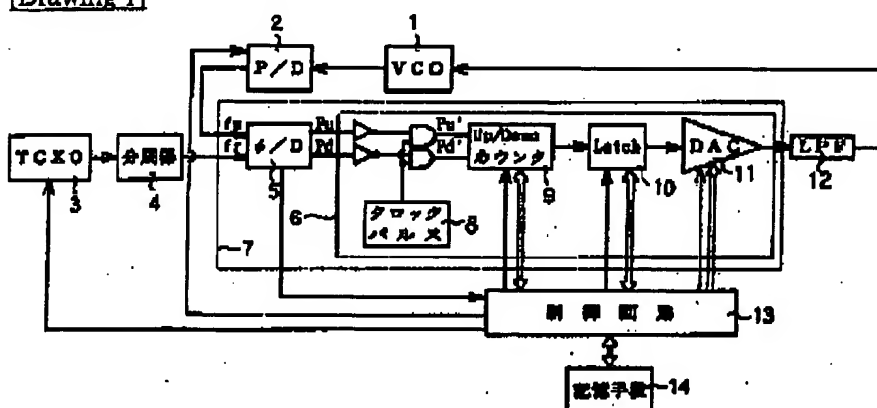 [Drawing 1]
2
P/D
1
VCO
TCXO
3
分周器
4
fv
fr
φ/D
5
Pu
Pd
Pu'
Pd'
6
7
クロック
パルス
8
Up/Down
カウンタ
9
Latch
10
DAC
11
LPF
12
制御回路
13
記憶手段
14